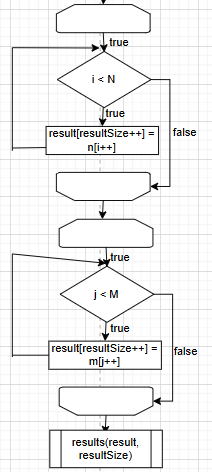 true
i < N
true
false
result[resultSize++] =
n[i++]
true
j < M
true
false
result[resultSize++] =
m[j++]
results(result,
resultSize)